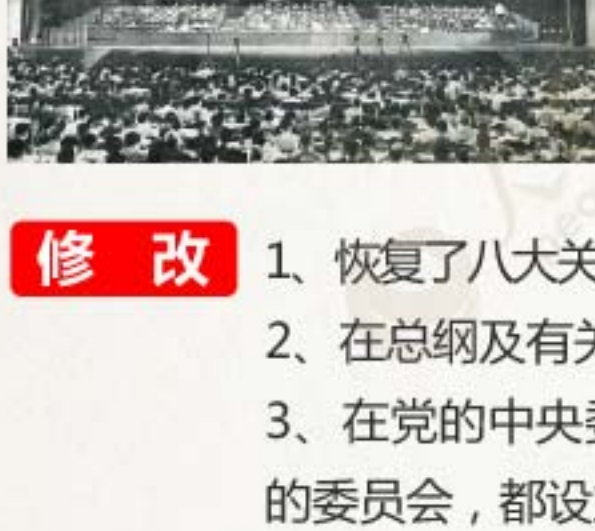 修 改
1、恢复了八大关
2、在总纲及有关
3、在党的中央委
的委员会，都设